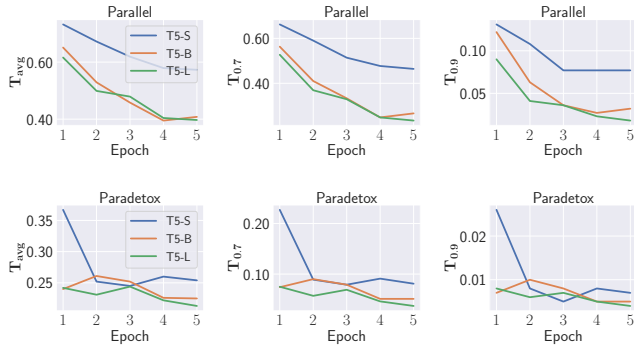 Parallel
T_avg
0.60
0.40
T5-S
T5-B
T5-L
1 2 3 4 5
Epoch
Parallel
T_0.7
0.60
0.40
1 2 3 4 5
Epoch
Parallel
T_0.9
0.10
0.05
1 2 3 4 5
Epoch
Paradetox
T_avg
0.35
0.30
0.25
T5-S
T5-B
T5-L
1 2 3 4 5
Epoch
Paradetox
T_0.7
0.20
0.10
1 2 3 4 5
Epoch
Paradetox
T_0.9
0.02
0.01
1 2 3 4 5
Epoch